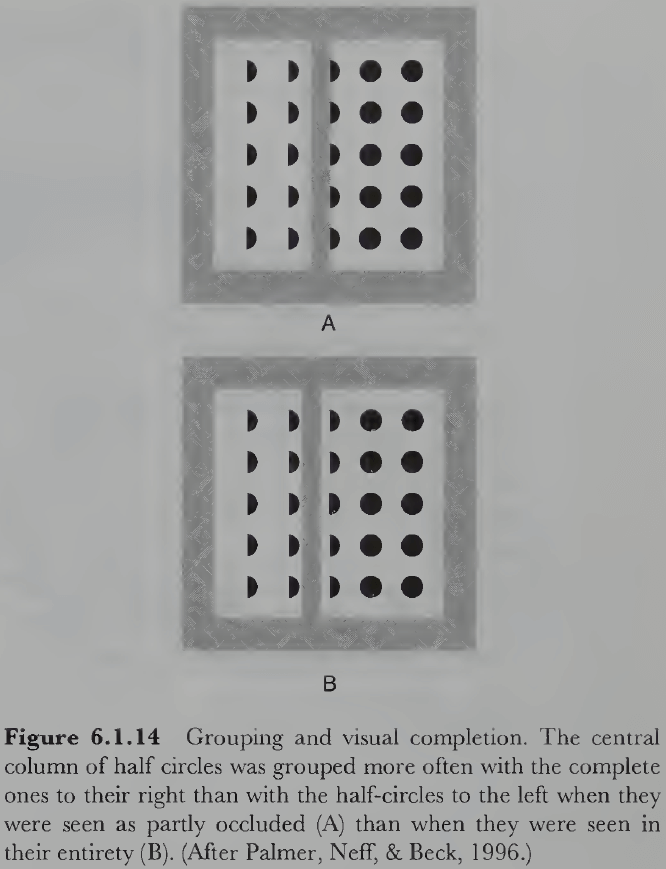 A
B
Figure 6.1.14 Grouping and visual completion. The central
column of half circles was grouped more often with the complete
ones to their right than with the half-circles to the left when they
were seen as partly occluded (A) than when they were seen in
their entirety (B). (After Palmer, Neff, & Beck, 1996.)